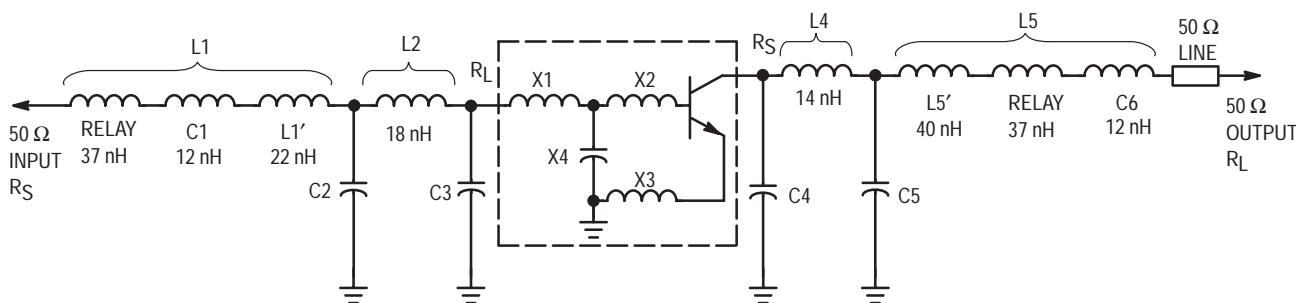 L1
L2
RL
X1
X2
RS
L4
L5
50 Ω
LINE
50 Ω
INPUT
RS
RELAY
37 nH
C1
12 nH
L1′
22 nH
18 nH
14 nH
L5′
40 nH
RELAY
37 nH
C6
12 nH
50 Ω
OUTPUT
RL
X4
X3
C2
C3
C4
C5